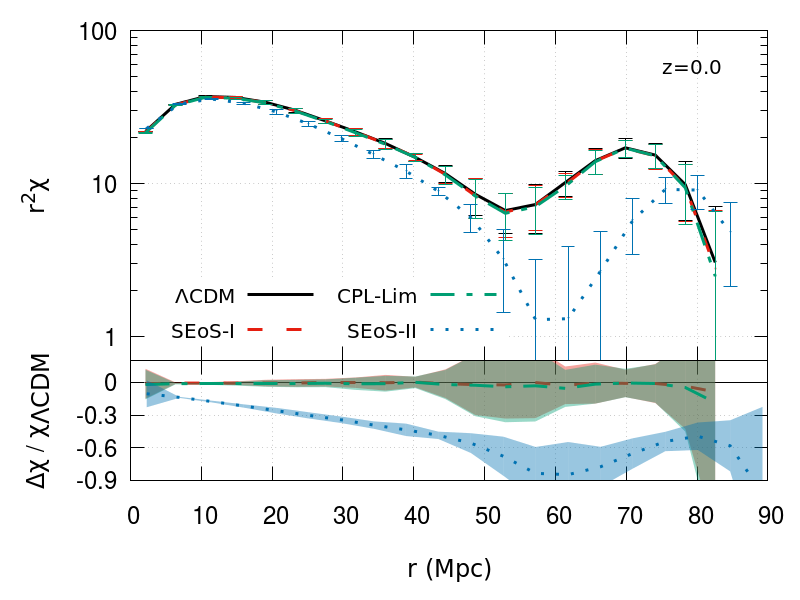 100
z=0.0
10
r²χ
ΛCDM CPL-Lim
SEoS-I SEoS-II
1
0
-0.3
-0.6
-0.9
Δχ / χΛCDM
0 10 20 30 40 50 60 70 80 90
r (Mpc)